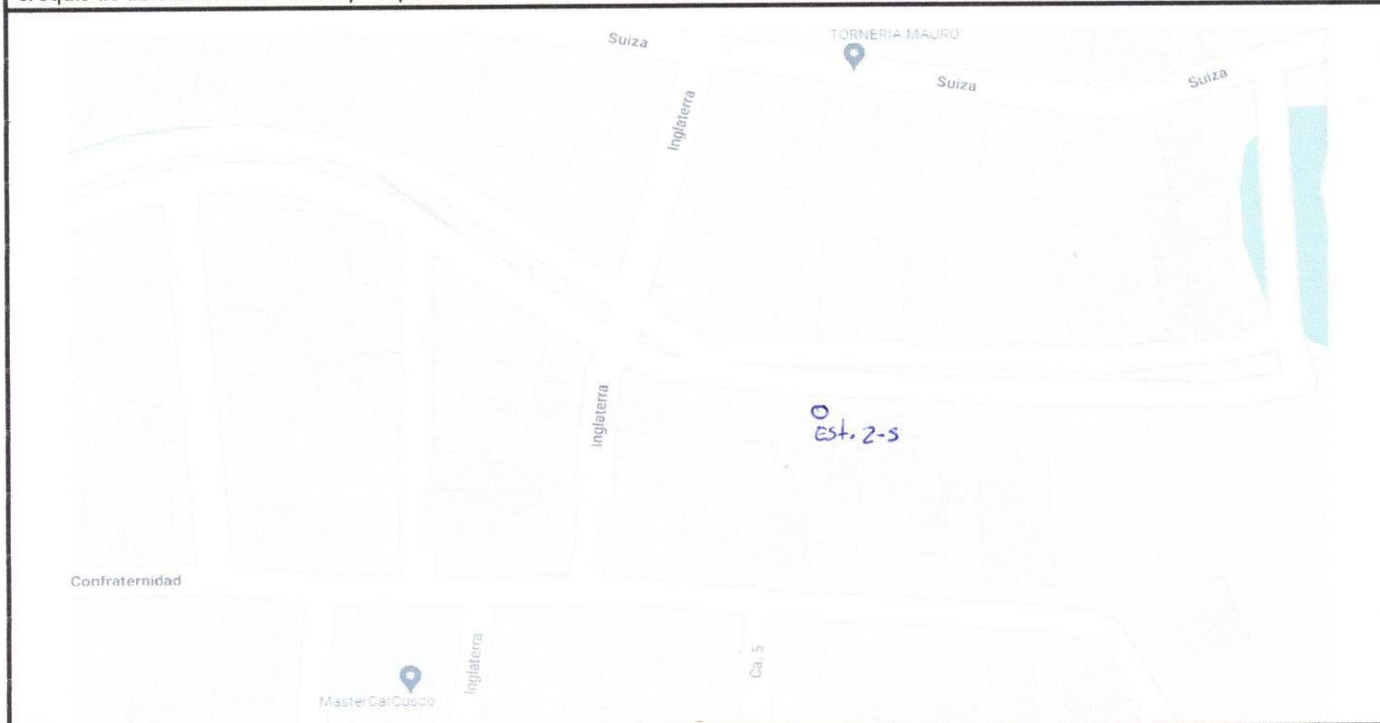 Suiza
TORNERIA MAURO
Suiza
Suiza
Inglaterra
Inglaterra
Est. 2-S
Confraternidad
Inglaterra
Ca. 5
MasterCarCusco